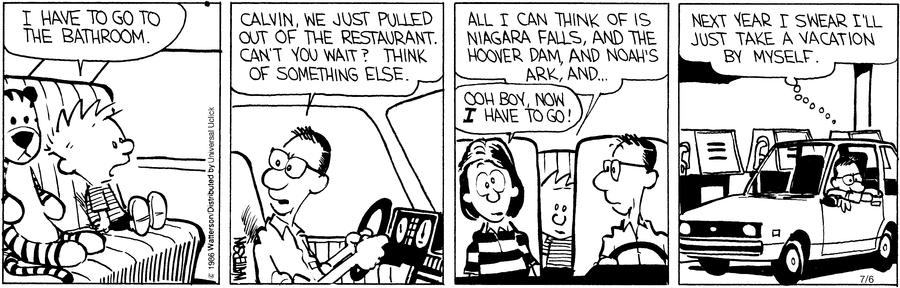 I HAVE TO GO TO
THE BATHROOM.
© 1986 Watterson/Distributed by Universal Uclick
CALVIN, WE JUST PULLED
OUT OF THE RESTAURANT.
CAN'T YOU WAIT? THINK
OF SOMETHING ELSE.
WATTERSON
ALL I CAN THINK OF IS
NIAGARA FALLS, AND THE
HOOVER DAM, AND NOAH'S
ARK, AND...
OOH BOY, NOW
I HAVE TO GO!
NEXT YEAR I SWEAR I'LL
JUST TAKE A VACATION
BY MYSELF.
7/6